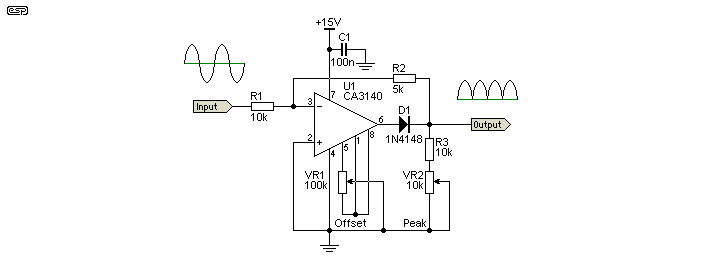 esp
+15V
C1
100n
R2
5k
U1
CA3140
R1
10k
Input
3
−
7
6
D1
1N4148
Output
2
+
4
5
1
8
R3
10k
VR1
100k
VR2
10k
Offset
Peak